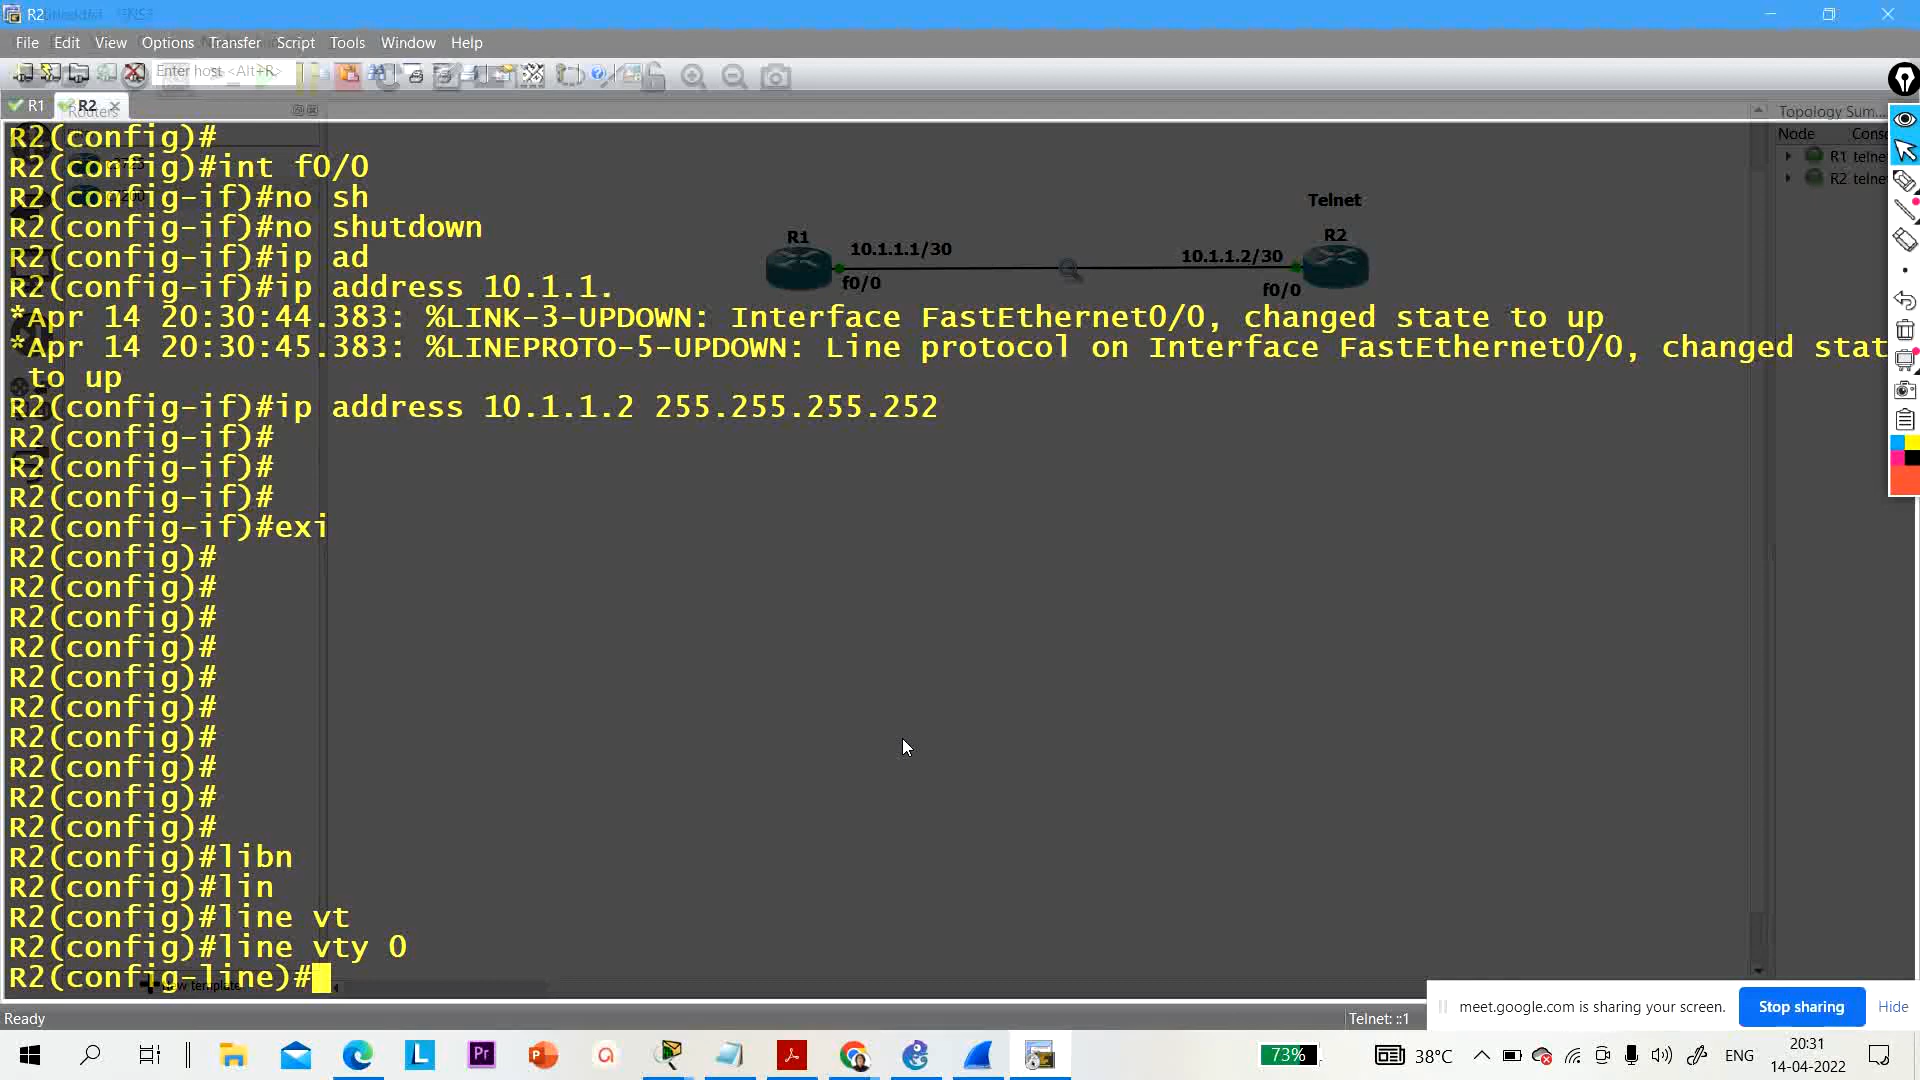 R2
File Edit View Options Transfer Script Tools Window Help
Enter host <Alt+R>
R1 R2
Routers
Topology Sum...
Node Conso
R1 telne
R2 telne
Telnet
R1 10.1.1.1/30 10.1.1.2/30 R2
f0/0 f0/0
R2(config)#
R2(config)#int f0/0
R2(config-if)#no sh
R2(config-if)#no shutdown
R2(config-if)#ip ad
R2(config-if)#ip address 10.1.1.
*Apr 14 20:30:44.383: %LINK-3-UPDOWN: Interface FastEthernet0/0, changed state to up
*Apr 14 20:30:45.383: %LINEPROTO-5-UPDOWN: Line protocol on Interface FastEthernet0/0, changed stat
to up
R2(config-if)#ip address 10.1.1.2 255.255.255.252
R2(config-if)#
R2(config-if)#
R2(config-if)#
R2(config-if)#exi
R2(config)#
R2(config)#
R2(config)#
R2(config)#
R2(config)#
R2(config)#
R2(config)#
R2(config)#
R2(config)#
R2(config)#
R2(config)#libn
R2(config)#lin
R2(config)#line vt
R2(config)#line vty 0
R2(config-line)#
New template
meet.google.com is sharing your screen. Stop sharing Hide
Ready
Telnet: ::1
73% 38°C ENG
20:31
14-04-2022